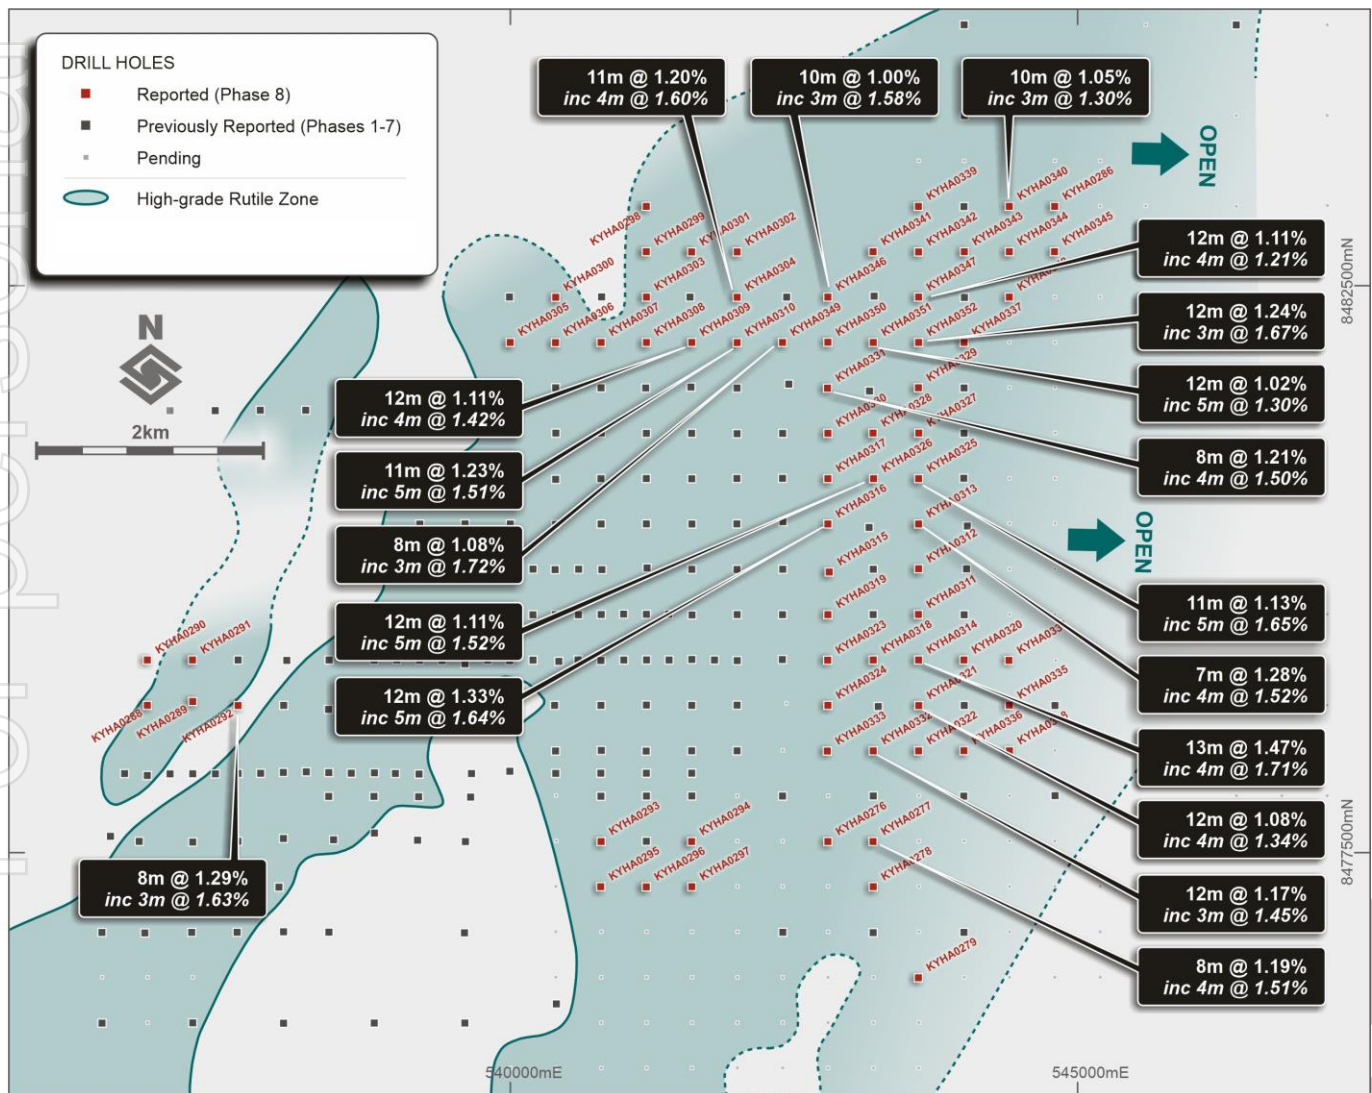 DRILL HOLES
Reported (Phase 8)
Previously Reported (Phases 1-7)
Pending
High-grade Rutile Zone
11m @ 1.20%
inc 4m @ 1.60%
10m @ 1.00%
inc 3m @ 1.58%
10m @ 1.05%
inc 3m @ 1.30%
OPEN
KYHA0339
KYHA0340
KYHA0286
KYHA0298
KYHA0299
KYHA0301
KYHA0302
KYHA0341
KYHA0342
KYHA0343
KYHA0344
KYHA0345
KYHA0300
KYHA0303
KYHA0304
KYHA0346
KYHA0347
12m @ 1.11%
inc 4m @ 1.21%
8482500mN
KYHA0305
KYHA0306
KYHA0307
KYHA0308
KYHA0309
KYHA0310
KYHA0349
KYHA0350
KYHA0351
KYHA0352
KYHA0337
12m @ 1.24%
inc 3m @ 1.67%
N
2km
KYHA0331
KYHA0329
12m @ 1.02%
inc 5m @ 1.30%
12m @ 1.11%
inc 4m @ 1.42%
KYHA0328
KYHA0327
8m @ 1.21%
inc 4m @ 1.50%
11m @ 1.23%
inc 5m @ 1.51%
KYHA0317
KYHA0326
KYHA0325
KYHA0316
KYHA0313
OPEN
8m @ 1.08%
inc 3m @ 1.72%
KYHA0315
KYHA0312
KYHA0319
KYHA0311
12m @ 1.11%
inc 5m @ 1.52%
11m @ 1.13%
inc 5m @ 1.65%
KYHA0290
KYHA0291
KYHA0323
KYHA0318
KYHA0314
KYHA0320
12m @ 1.33%
inc 5m @ 1.64%
7m @ 1.28%
inc 4m @ 1.52%
KYHA0288
KYHA0289
KYHA0292
KYHA0324
KYHA0335
KYHA0333
KYHA0332
KYHA0322
KYHA0336
13m @ 1.47%
inc 4m @ 1.71%
KYHA0293
KYHA0294
KYHA0276
KYHA0277
12m @ 1.08%
inc 4m @ 1.34%
8477500mN
KYHA0295
KYHA0296
KYHA0297
8m @ 1.29%
inc 3m @ 1.63%
12m @ 1.17%
inc 3m @ 1.45%
KYHA0279
8m @ 1.19%
inc 4m @ 1.51%
540000mE
545000mE